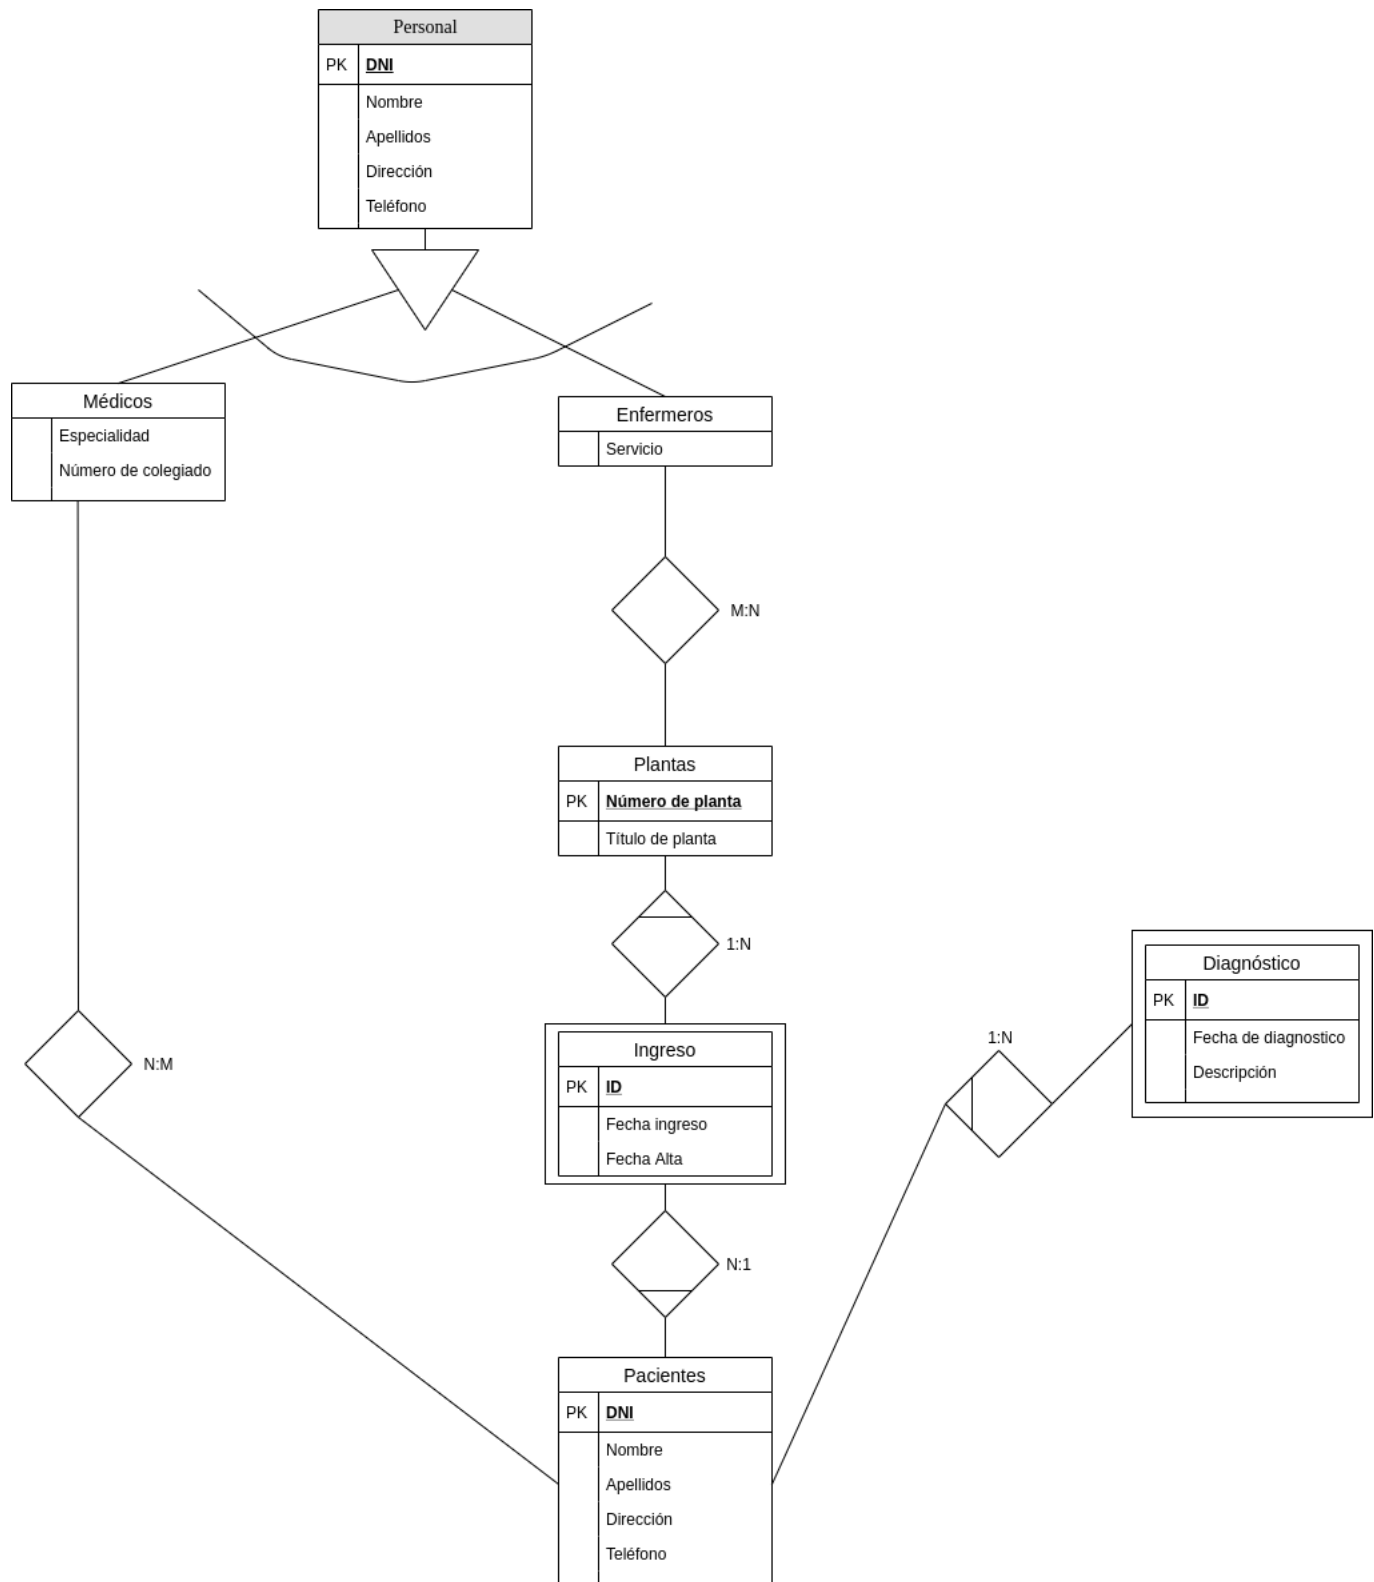 Personal
PK DNI
Nombre
Apellidos
Dirección
Teléfono
Médicos
Especialidad
Número de colegiado
Enfermeros
Servicio
M:N
Plantas
PK Número de planta
Título de planta
1:N
Ingreso
PK ID
Fecha ingreso
Fecha Alta
N:M
N:1
1:N
Diagnóstico
PK ID
Fecha de diagnostico
Descripción
Pacientes
PK DNI
Nombre
Apellidos
Dirección
Teléfono